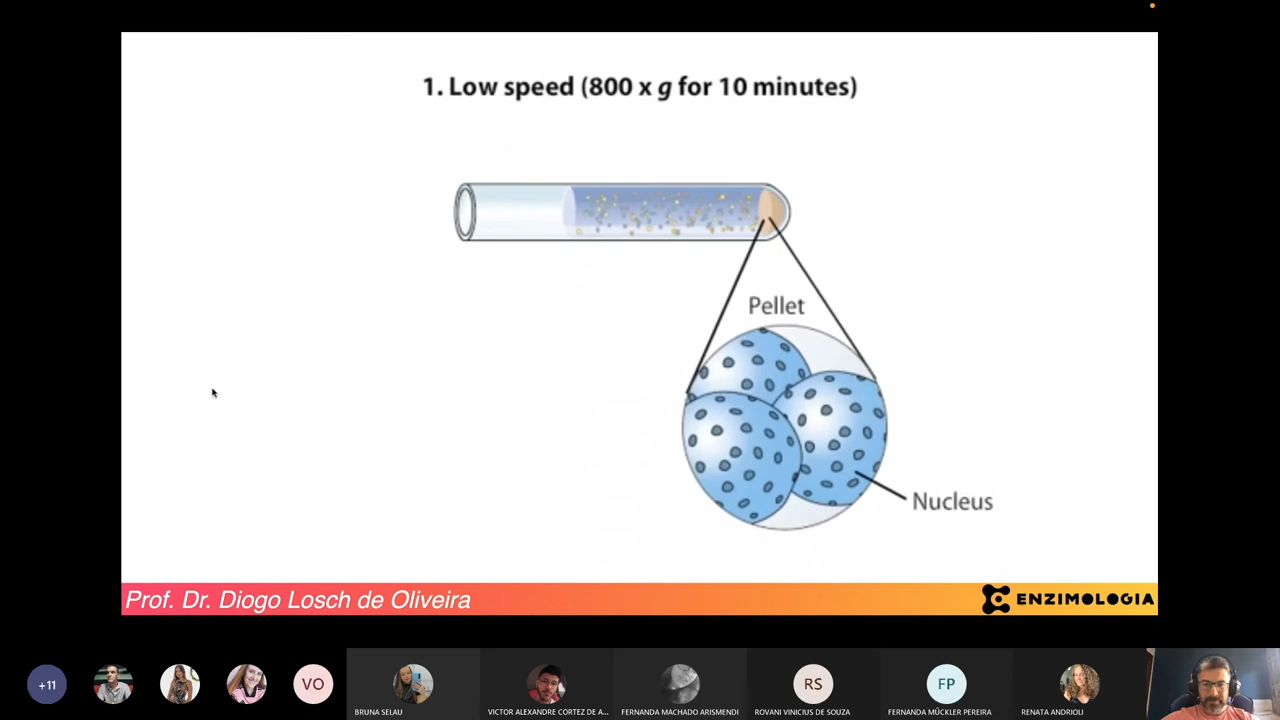 1. Low speed (800 x g for 10 minutes)
Pellet
Nucleus
Prof. Dr. Diogo Losch de Oliveira
ENZIMOLOGIA
+11
VO
RS
FP
BRUNA SELAU
VICTOR ALEXANDRE CORTEZ DE A...
FERNANDA MACHADO ARISMENDI
ROVANI VINICIUS DE SOUZA
FERNANDA MÜCKLER PEREIRA
RENATA ANDRIOLI